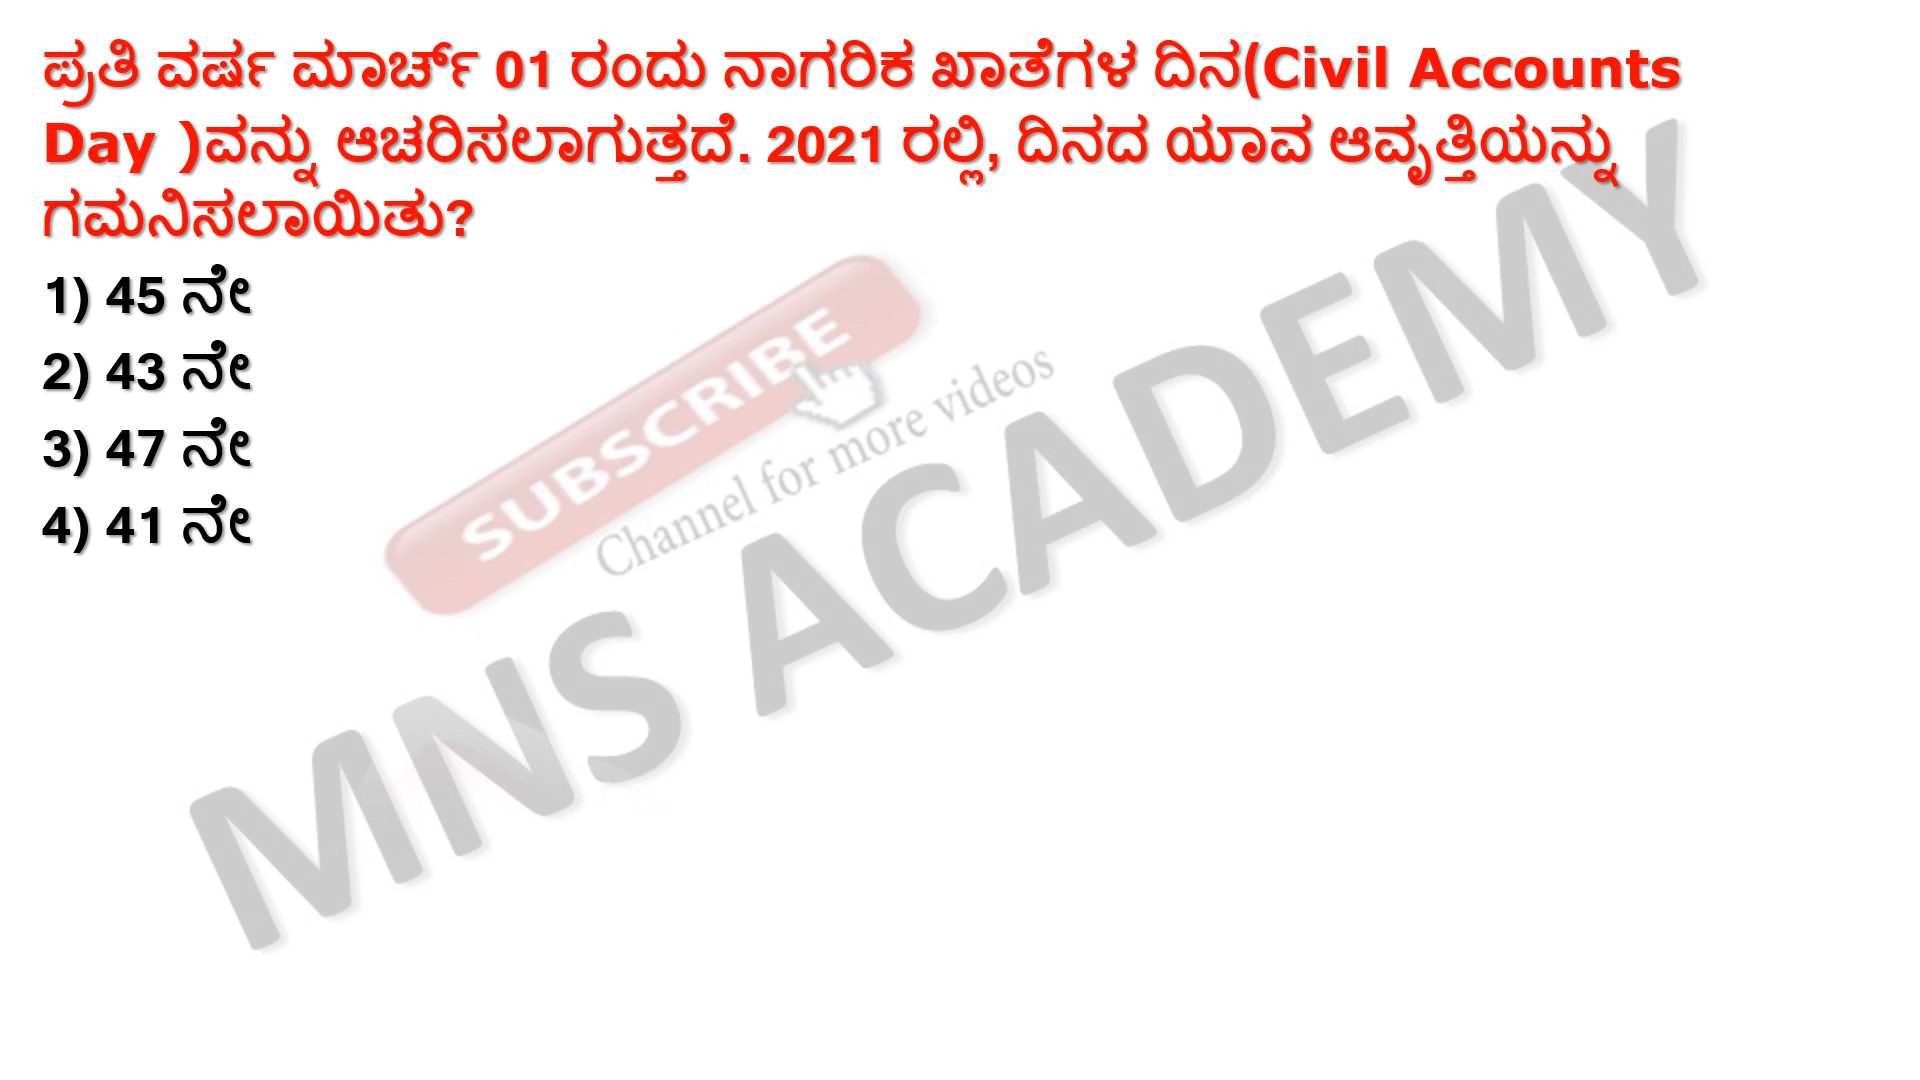 ಪ್ರತಿ ವರ್ಷ ಮಾರ್ಚ್ 01 ರಂದು ನಾಗರಿಕ ಖಾತೆಗಳ ದಿನ(Civil Accounts
Day )ವನ್ನು ಆಚರಿಸಲಾಗುತ್ತದೆ. 2021 ರಲ್ಲಿ, ದಿನದ ಯಾವ ಆವೃತ್ತಿಯನ್ನು
ಗಮನಿಸಲಾಯಿತು?
1) 45 ನೇ
2) 43 ನೇ
3) 47 ನೇ
4) 41 ನೇ
SUBSCRIBE
Channel for more videos
MNS ACADEMY